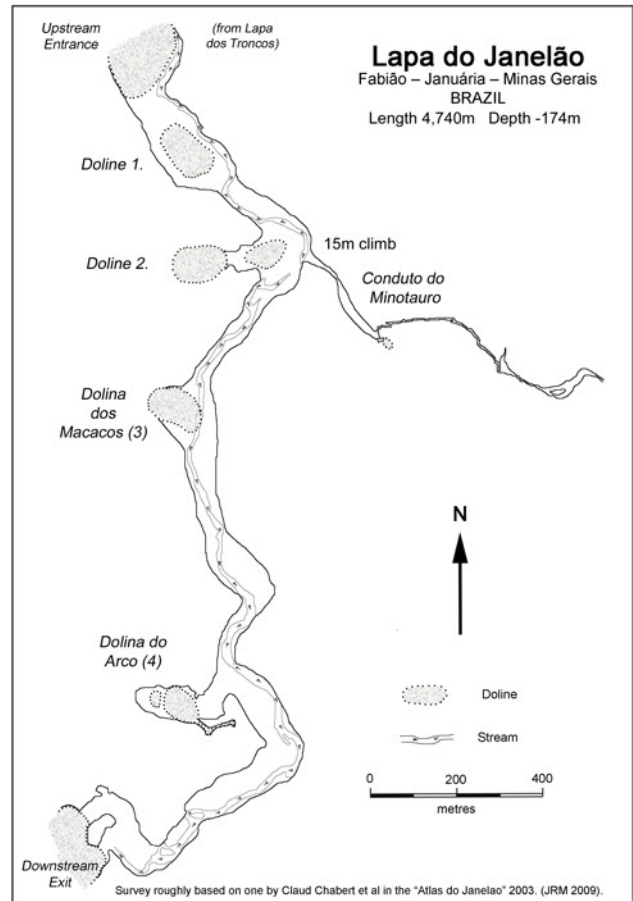 Upstream
Entrance
(from Lapa
dos Troncos)
Lapa do Janelão
Fabião – Januária – Minas Gerais
BRAZIL
Length 4,740m Depth -174m
Doline 1.
15m climb
Doline 2.
Conduto do
Minotauro
Dolina
dos
Macacos (3)
N
Dolina do
Arco (4)
Doline
Stream
0 200 400
metres
Downstream
Exit
Survey roughly based on one by Claud Chabert et al in the "Atlas do Janelao" 2003. (JRM 2009).